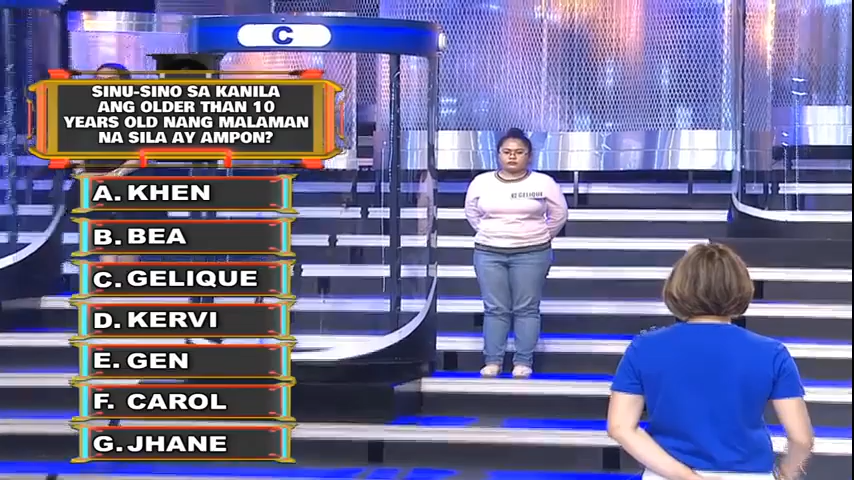 C
SINU-SINO SA KANILA
ANG OLDER THAN 10
YEARS OLD NANG MALAMAN
NA SILA AY AMPON?
A. KHEN
B. BEA
C. GELIQUE
D. KERVI
E. GEN
F. CAROL
G. JHANE
GELIQUE